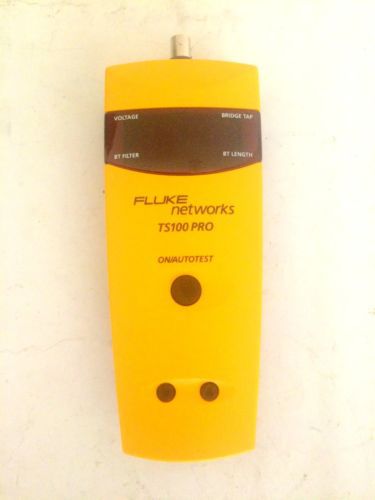 VOLTAGE BRIDGE TAP
BT FILTER BT LENGTH
FLUKE
networks
TS100 PRO
ON/AUTOTEST